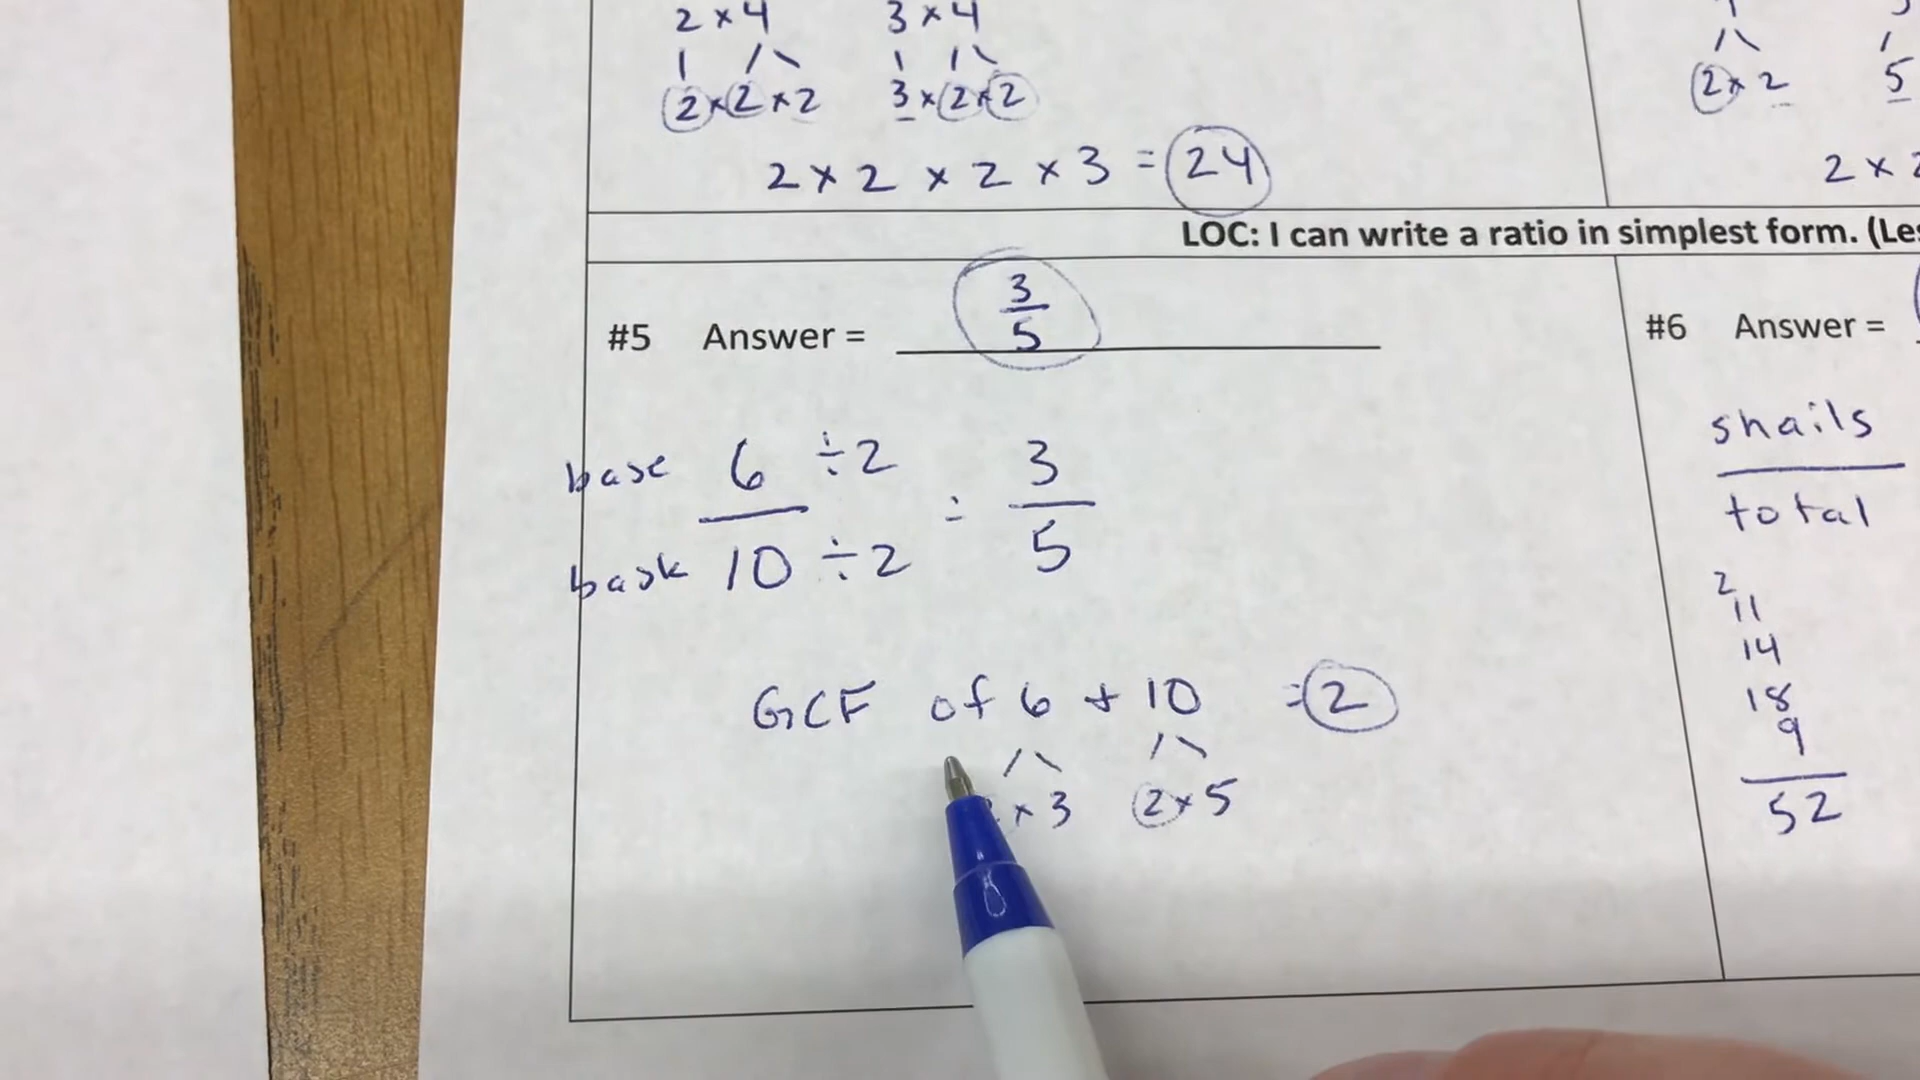 2 × 4 3 × 4
2 × 2 × 2 3 × 2 × 2
2 × 2
5
2 × 2 × 2 × 3 = 24
2 × 2
LOC: I can write a ratio in simplest form. (Les
#5 Answer = 3/5
base 6 ÷2 = 3
bask 10 ÷2 5
GCF of 6 + 10 = 2
× 3 2 × 5
#6 Answer =
snails
total
2
11
14
18
9
52